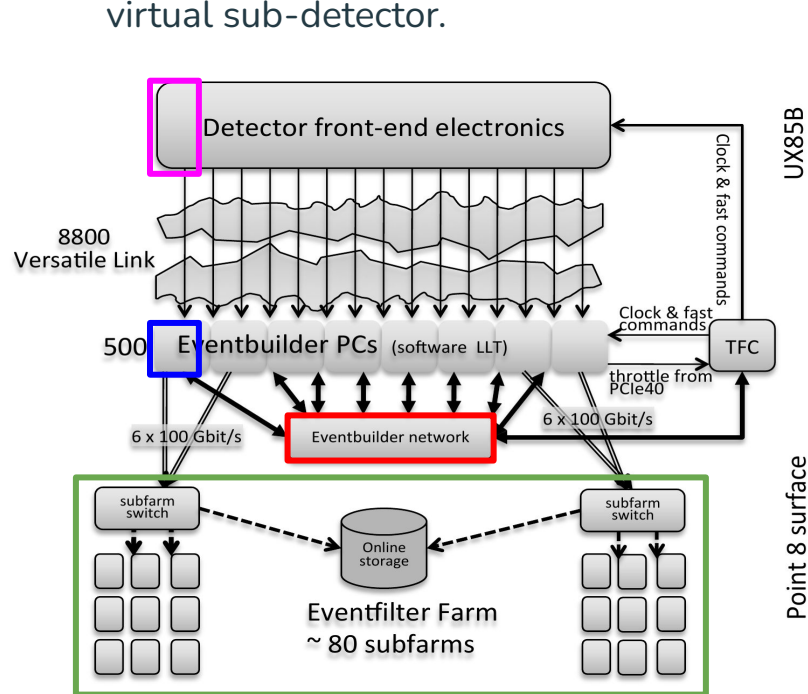 virtual sub-detector.
Detector front-end electronics
UX85B
Clock & fast commands
8800
Versatile Link
Clock & fast
commands
500
Eventbuilder PCs (software LLT)
TFC
throttle from
PCIe40
6 x 100 Gbit/s
Eventbuilder network
6 x 100 Gbit/s
Point 8 surface
subfarm
switch
subfarm
switch
Online
storage
Eventfilter Farm
~ 80 subfarms